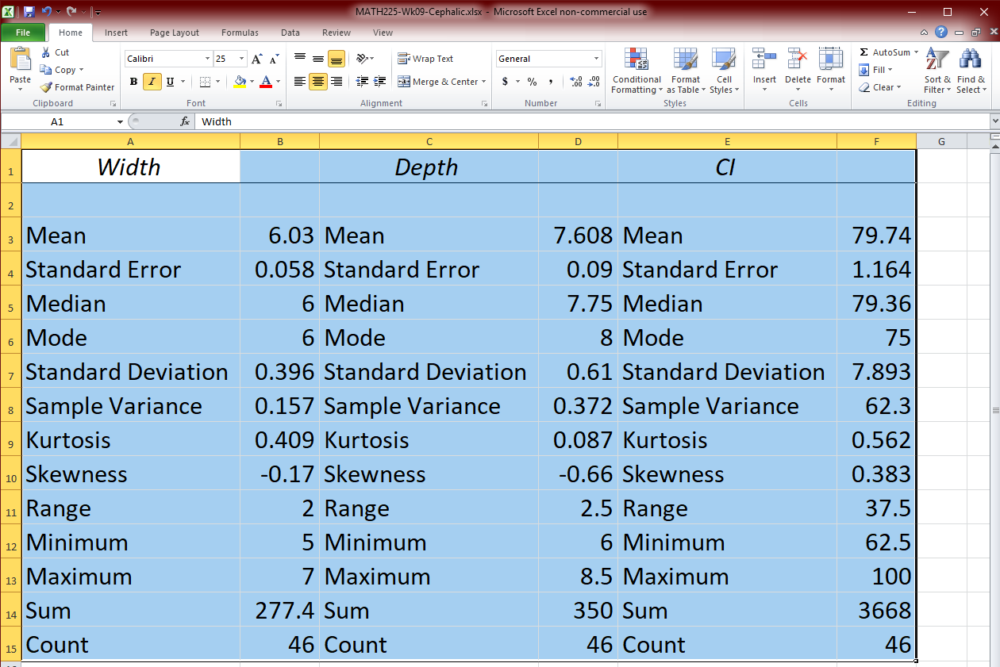 MATH225-Wk09-Cephalic.xlsx - Microsoft Excel non-commercial use
File Home Insert Page Layout Formulas Data Review View
Paste
Cut
Copy
Format Painter
Clipboard
Calibri 25 A A
B I U A
Font
Wrap Text
Merge & Center
Alignment
General
$ % , .00 .0 .00 .0
Number
Conditional Formatting
Format as Table
Cell Styles
Styles
Insert Delete Format
Cells
Σ AutoSum
Fill
Clear
Sort & Filter
Find & Select
Editing
A1 fx Width
A B C D E F G
1 Width Depth CI
2
3 Mean 6.03 Mean 7.608 Mean 79.74
4 Standard Error 0.058 Standard Error 0.09 Standard Error 1.164
5 Median 6 Median 7.75 Median 79.36
6 Mode 6 Mode 8 Mode 75
7 Standard Deviation 0.396 Standard Deviation 0.61 Standard Deviation 7.893
8 Sample Variance 0.157 Sample Variance 0.372 Sample Variance 62.3
9 Kurtosis 0.409 Kurtosis 0.087 Kurtosis 0.562
10 Skewness -0.17 Skewness -0.66 Skewness 0.383
11 Range 2 Range 2.5 Range 37.5
12 Minimum 5 Minimum 6 Minimum 62.5
13 Maximum 7 Maximum 8.5 Maximum 100
14 Sum 277.4 Sum 350 Sum 3668
15 Count 46 Count 46 Count 46